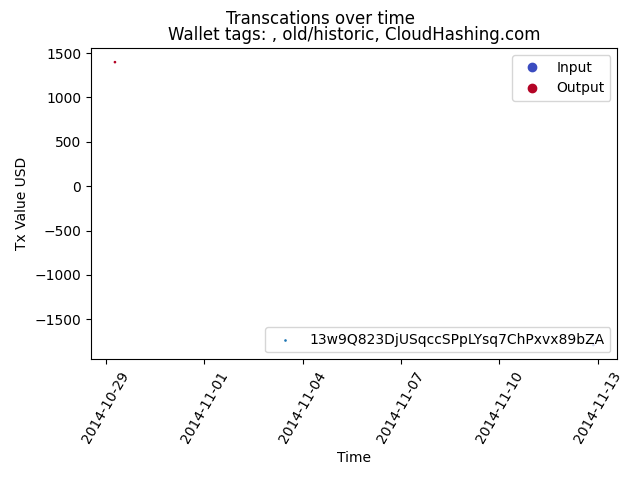 Transcations over time
Wallet tags: , old/historic, CloudHashing.com
Tx Value USD
1500
1000
500
0
−500
−1000
−1500
Input
Output
13w9Q823DjUSqccSPpLYsq7ChPxvx89bZA
2014-10-29
2014-11-01
2014-11-04
2014-11-07
2014-11-10
2014-11-13
Time